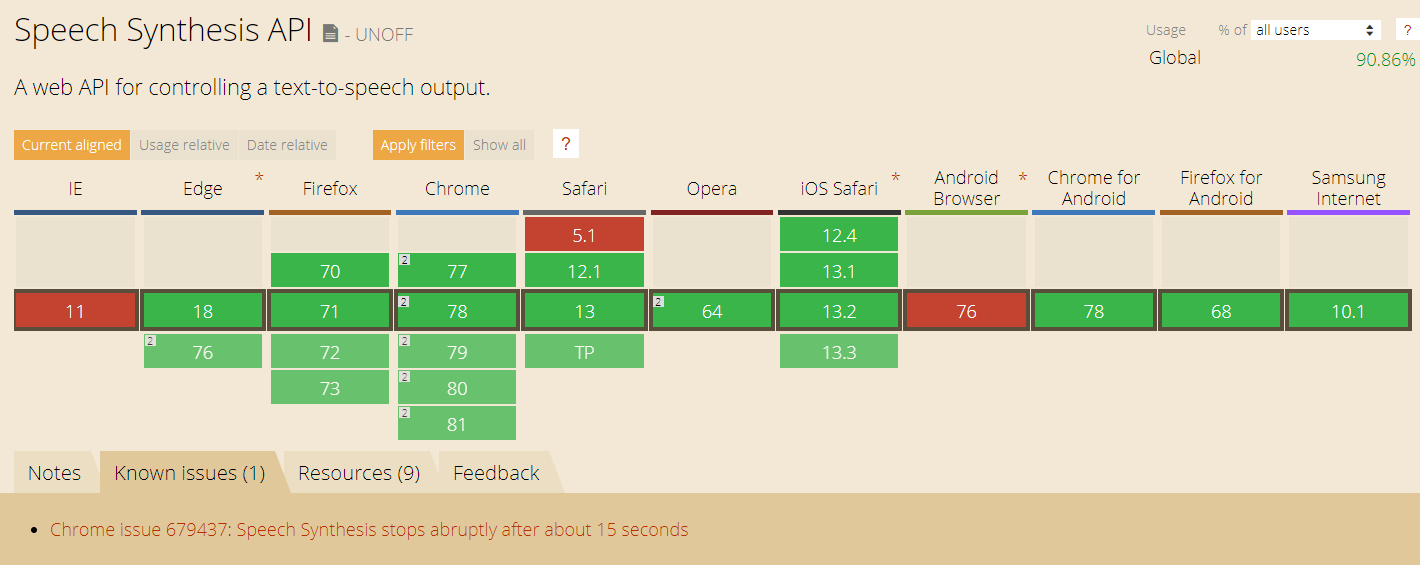 Speech Synthesis API - UNOFF
Usage % of all users ?
Global 90.86%
A web API for controlling a text-to-speech output.
Current aligned Usage relative Date relative Apply filters Show all ?
IE Edge * Firefox Chrome Safari Opera iOS Safari * Android Browser * Chrome for Android Firefox for Android Samsung Internet
5.1 12.4
70 2 77 12.1 13.1
11 18 71 2 78 13 2 64 13.2 76 78 68 10.1
2 76 72 2 79 TP 13.3
73 2 80
2 81
Notes Known issues (1) Resources (9) Feedback
• Chrome issue 679437: Speech Synthesis stops abruptly after about 15 seconds